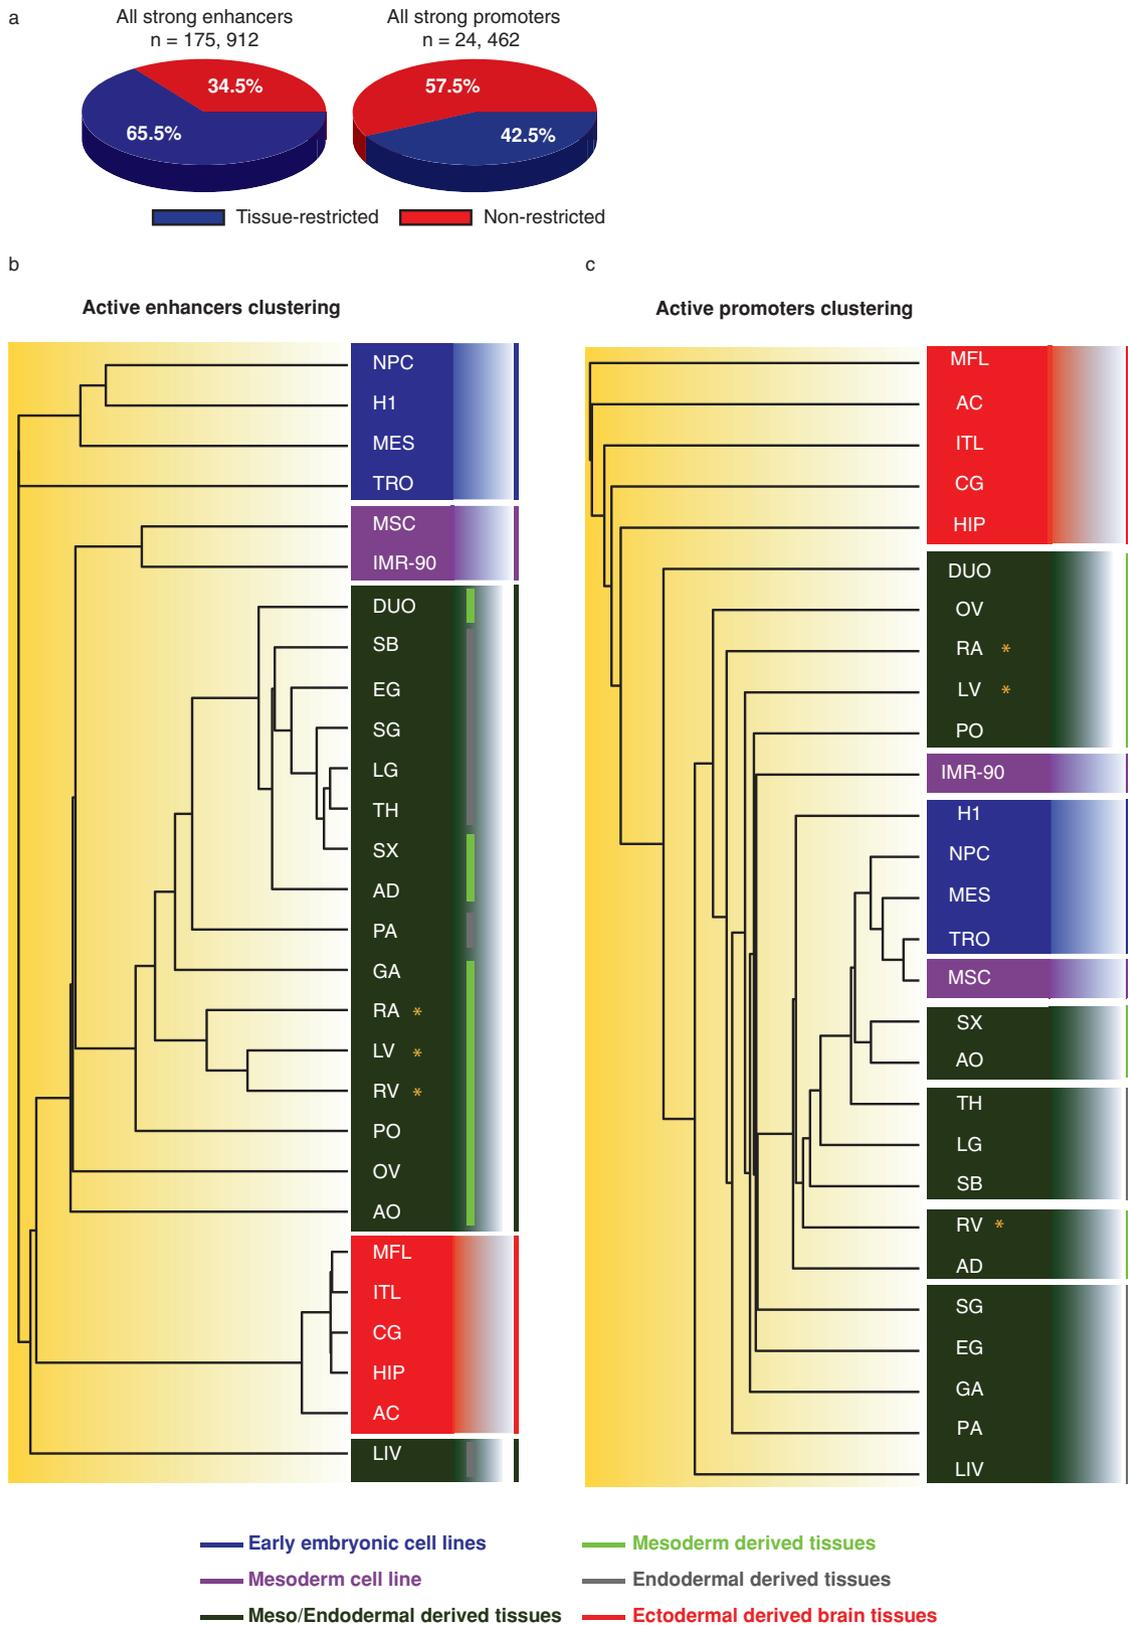 a
All strong enhancers
n = 175, 912
All strong promoters
n = 24, 462
34.5%
65.5%
57.5%
42.5%
Tissue-restricted
Non-restricted
b
Active enhancers clustering
NPC
H1
MES
TRO
MSC
IMR-90
DUO
SB
EG
SG
LG
TH
SX
AD
PA
GA
RA *
LV *
RV *
PO
OV
AO
MFL
ITL
CG
HIP
AC
LIV
c
Active promoters clustering
MFL
AC
ITL
CG
HIP
DUO
OV
RA *
LV *
PO
IMR-90
H1
NPC
MES
TRO
MSC
SX
AO
TH
LG
SB
RV *
AD
SG
EG
GA
PA
LIV
Early embryonic cell lines
Mesoderm cell line
Meso/Endodermal derived tissues
Mesoderm derived tissues
Endodermal derived tissues
Ectodermal derived brain tissues